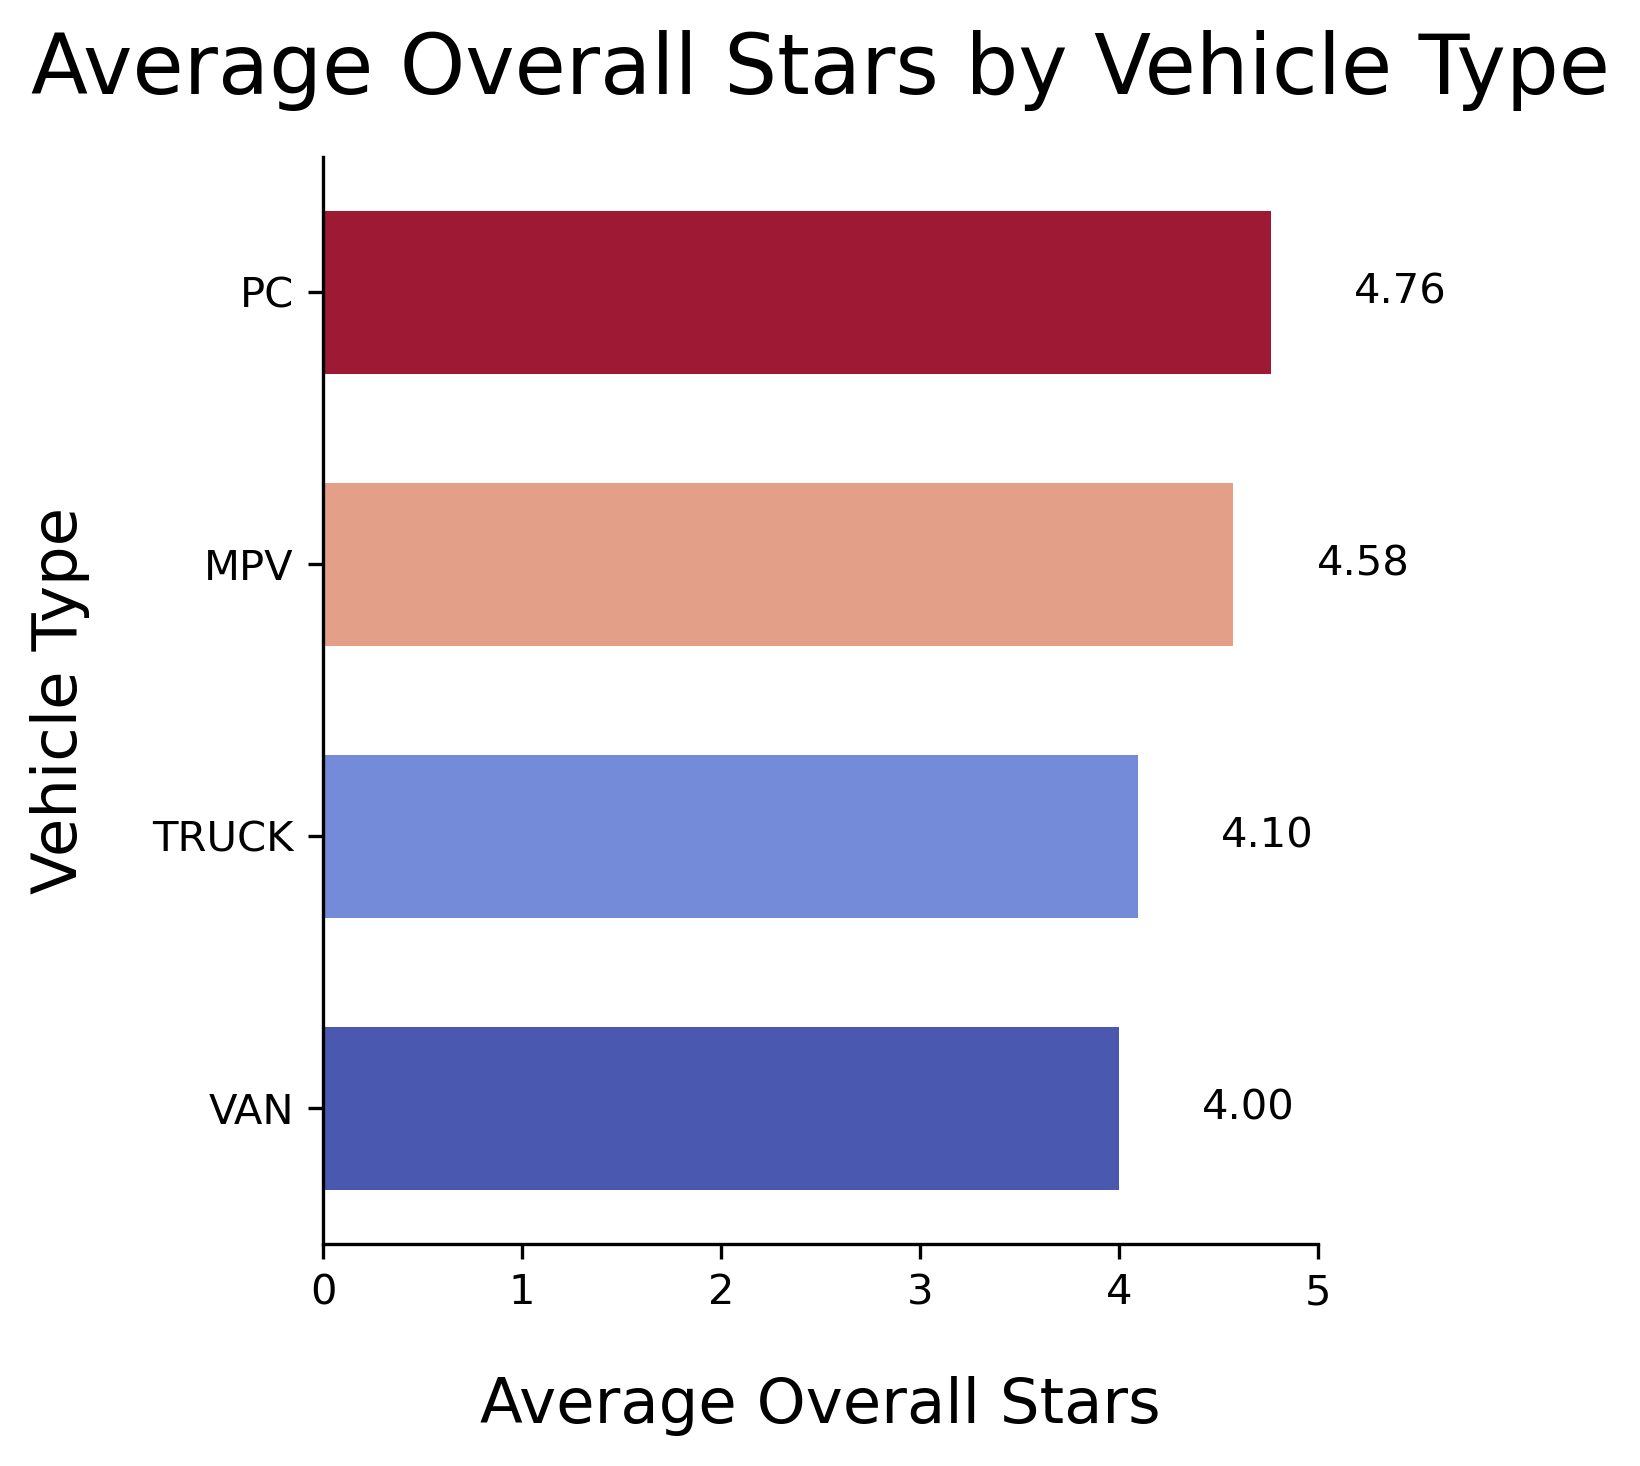 Average Overall Stars by Vehicle Type
Vehicle Type
PC
4.76
MPV
4.58
TRUCK
4.10
VAN
4.00
0 1 2 3 4 5
Average Overall Stars